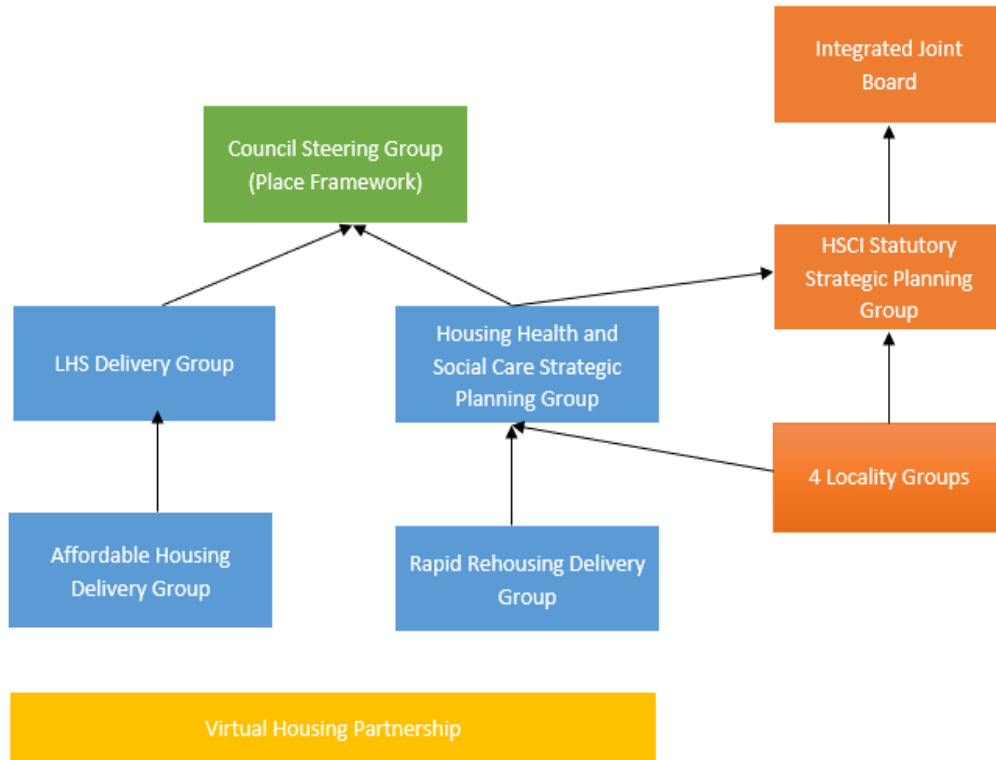 Integrated Joint
Board
Council Steering Group
(Place Framework)
HSCI Statutory
Strategic Planning
Group
LHS Delivery Group
Housing Health and
Social Care Strategic
Planning Group
4 Locality Groups
Affordable Housing
Delivery Group
Rapid Rehousing Delivery
Group
Virtual Housing Partnership